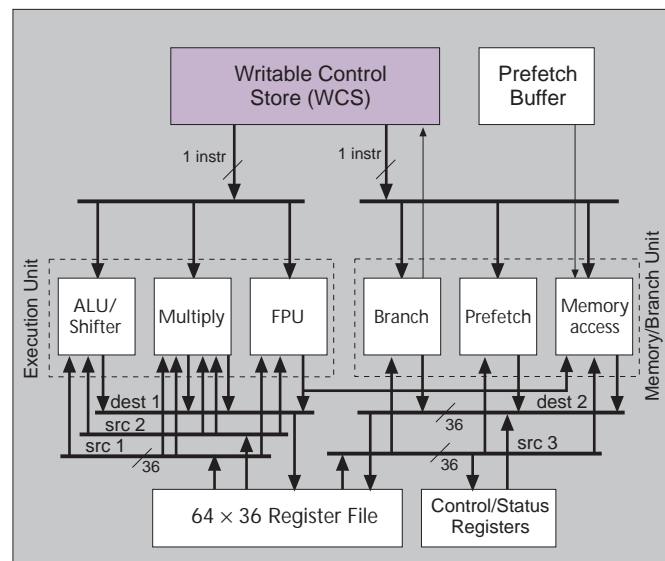 Writable Control
Store (WCS)
Prefetch
Buffer
1 instr
1 instr
Execution Unit
ALU/
Shifter
Multiply
FPU
Branch
Prefetch
Memory
access
Memory/Branch Unit
dest 1
dest 2
36
src 2
src 1
36
src 3
36
64 × 36 Register File
Control/Status
Registers